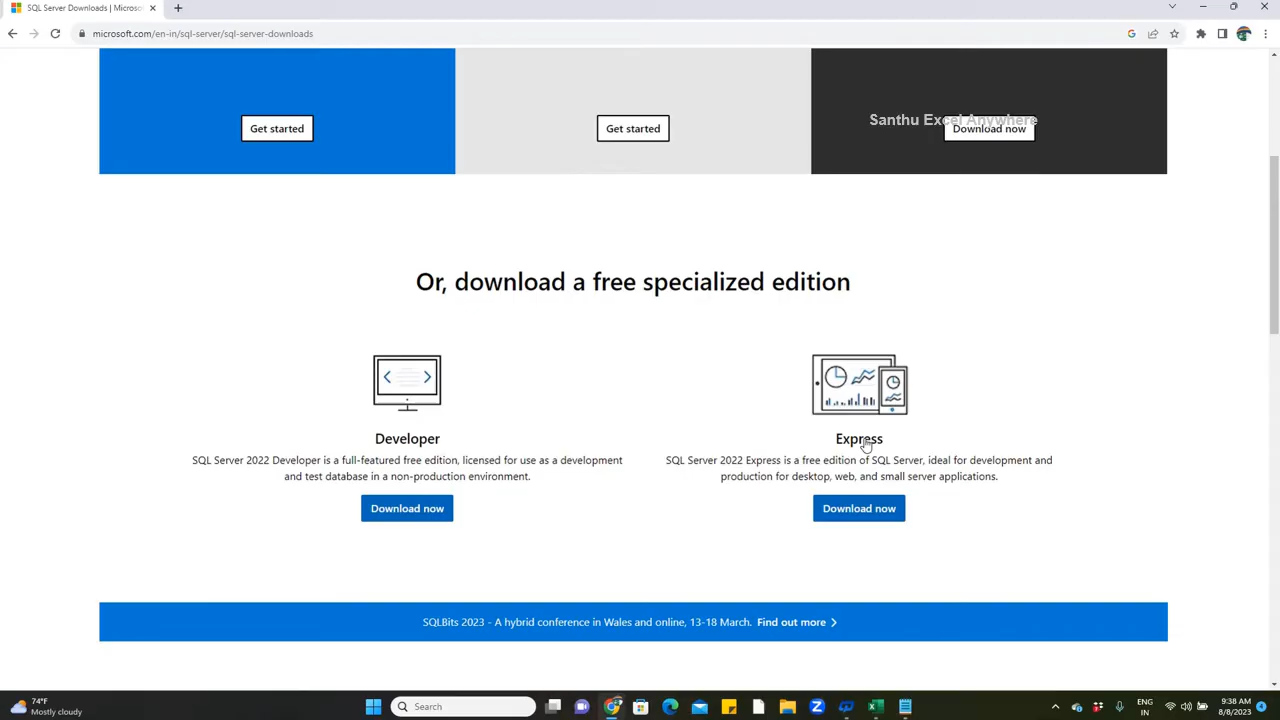 SQL Server Downloads | Microso
microsoft.com/en-in/sql-server/sql-server-downloads
Get started
Get started
Santhu Excel Anywhere
Download now
Or, download a free specialized edition
Developer
SQL Server 2022 Developer is a full-featured free edition, licensed for use as a development
and test database in a non-production environment.
Download now
Express
SQL Server 2022 Express is a free edition of SQL Server, ideal for development and
production for desktop, web, and small server applications.
Download now
SQLBits 2023 - A hybrid conference in Wales and online, 13-18 March. Find out more
74°F
Mostly cloudy
Search
ENG
IN
9:38 AM
8/8/2023